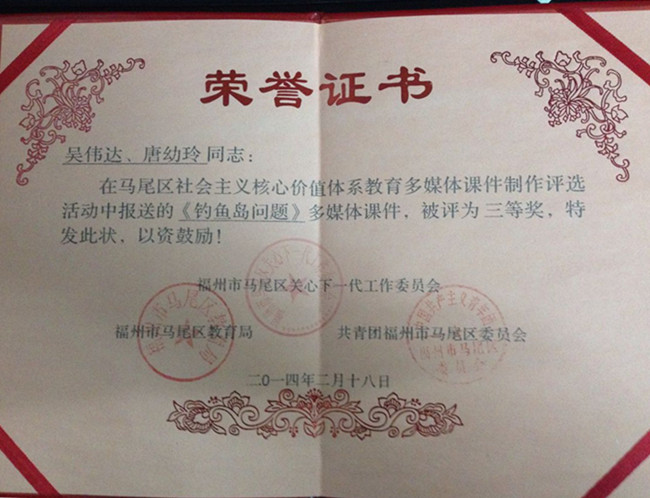 荣誉证书
吴伟达、唐幼玲同志：
在马尾区社会主义核心价值体系教育多媒体课件制作评选
活动中报送的《钓鱼岛问题》多媒体课件，被评为三等奖，特
发此状，以资鼓励！
福州市马尾区关心下一代工作委员会
福州市马尾区教育局 共青团福州市马尾区委员会
二〇一四年二月十八日